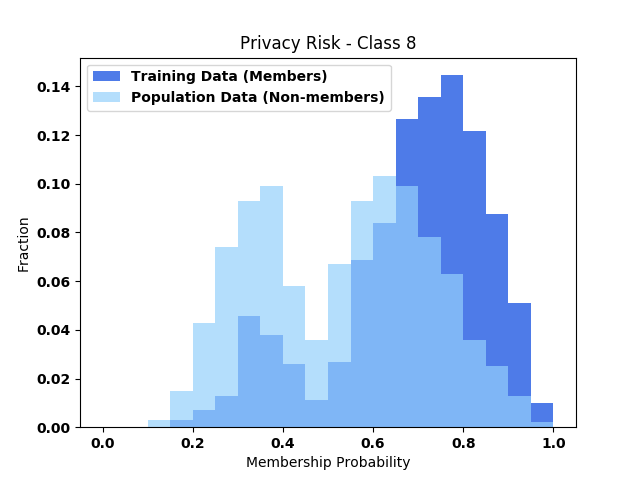 Privacy Risk - Class 8
Training Data (Members)
Population Data (Non-members)
0.14
0.12
0.10
0.08
0.06
0.04
0.02
0.00
Fraction
0.0 0.2 0.4 0.6 0.8 1.0
Membership Probability